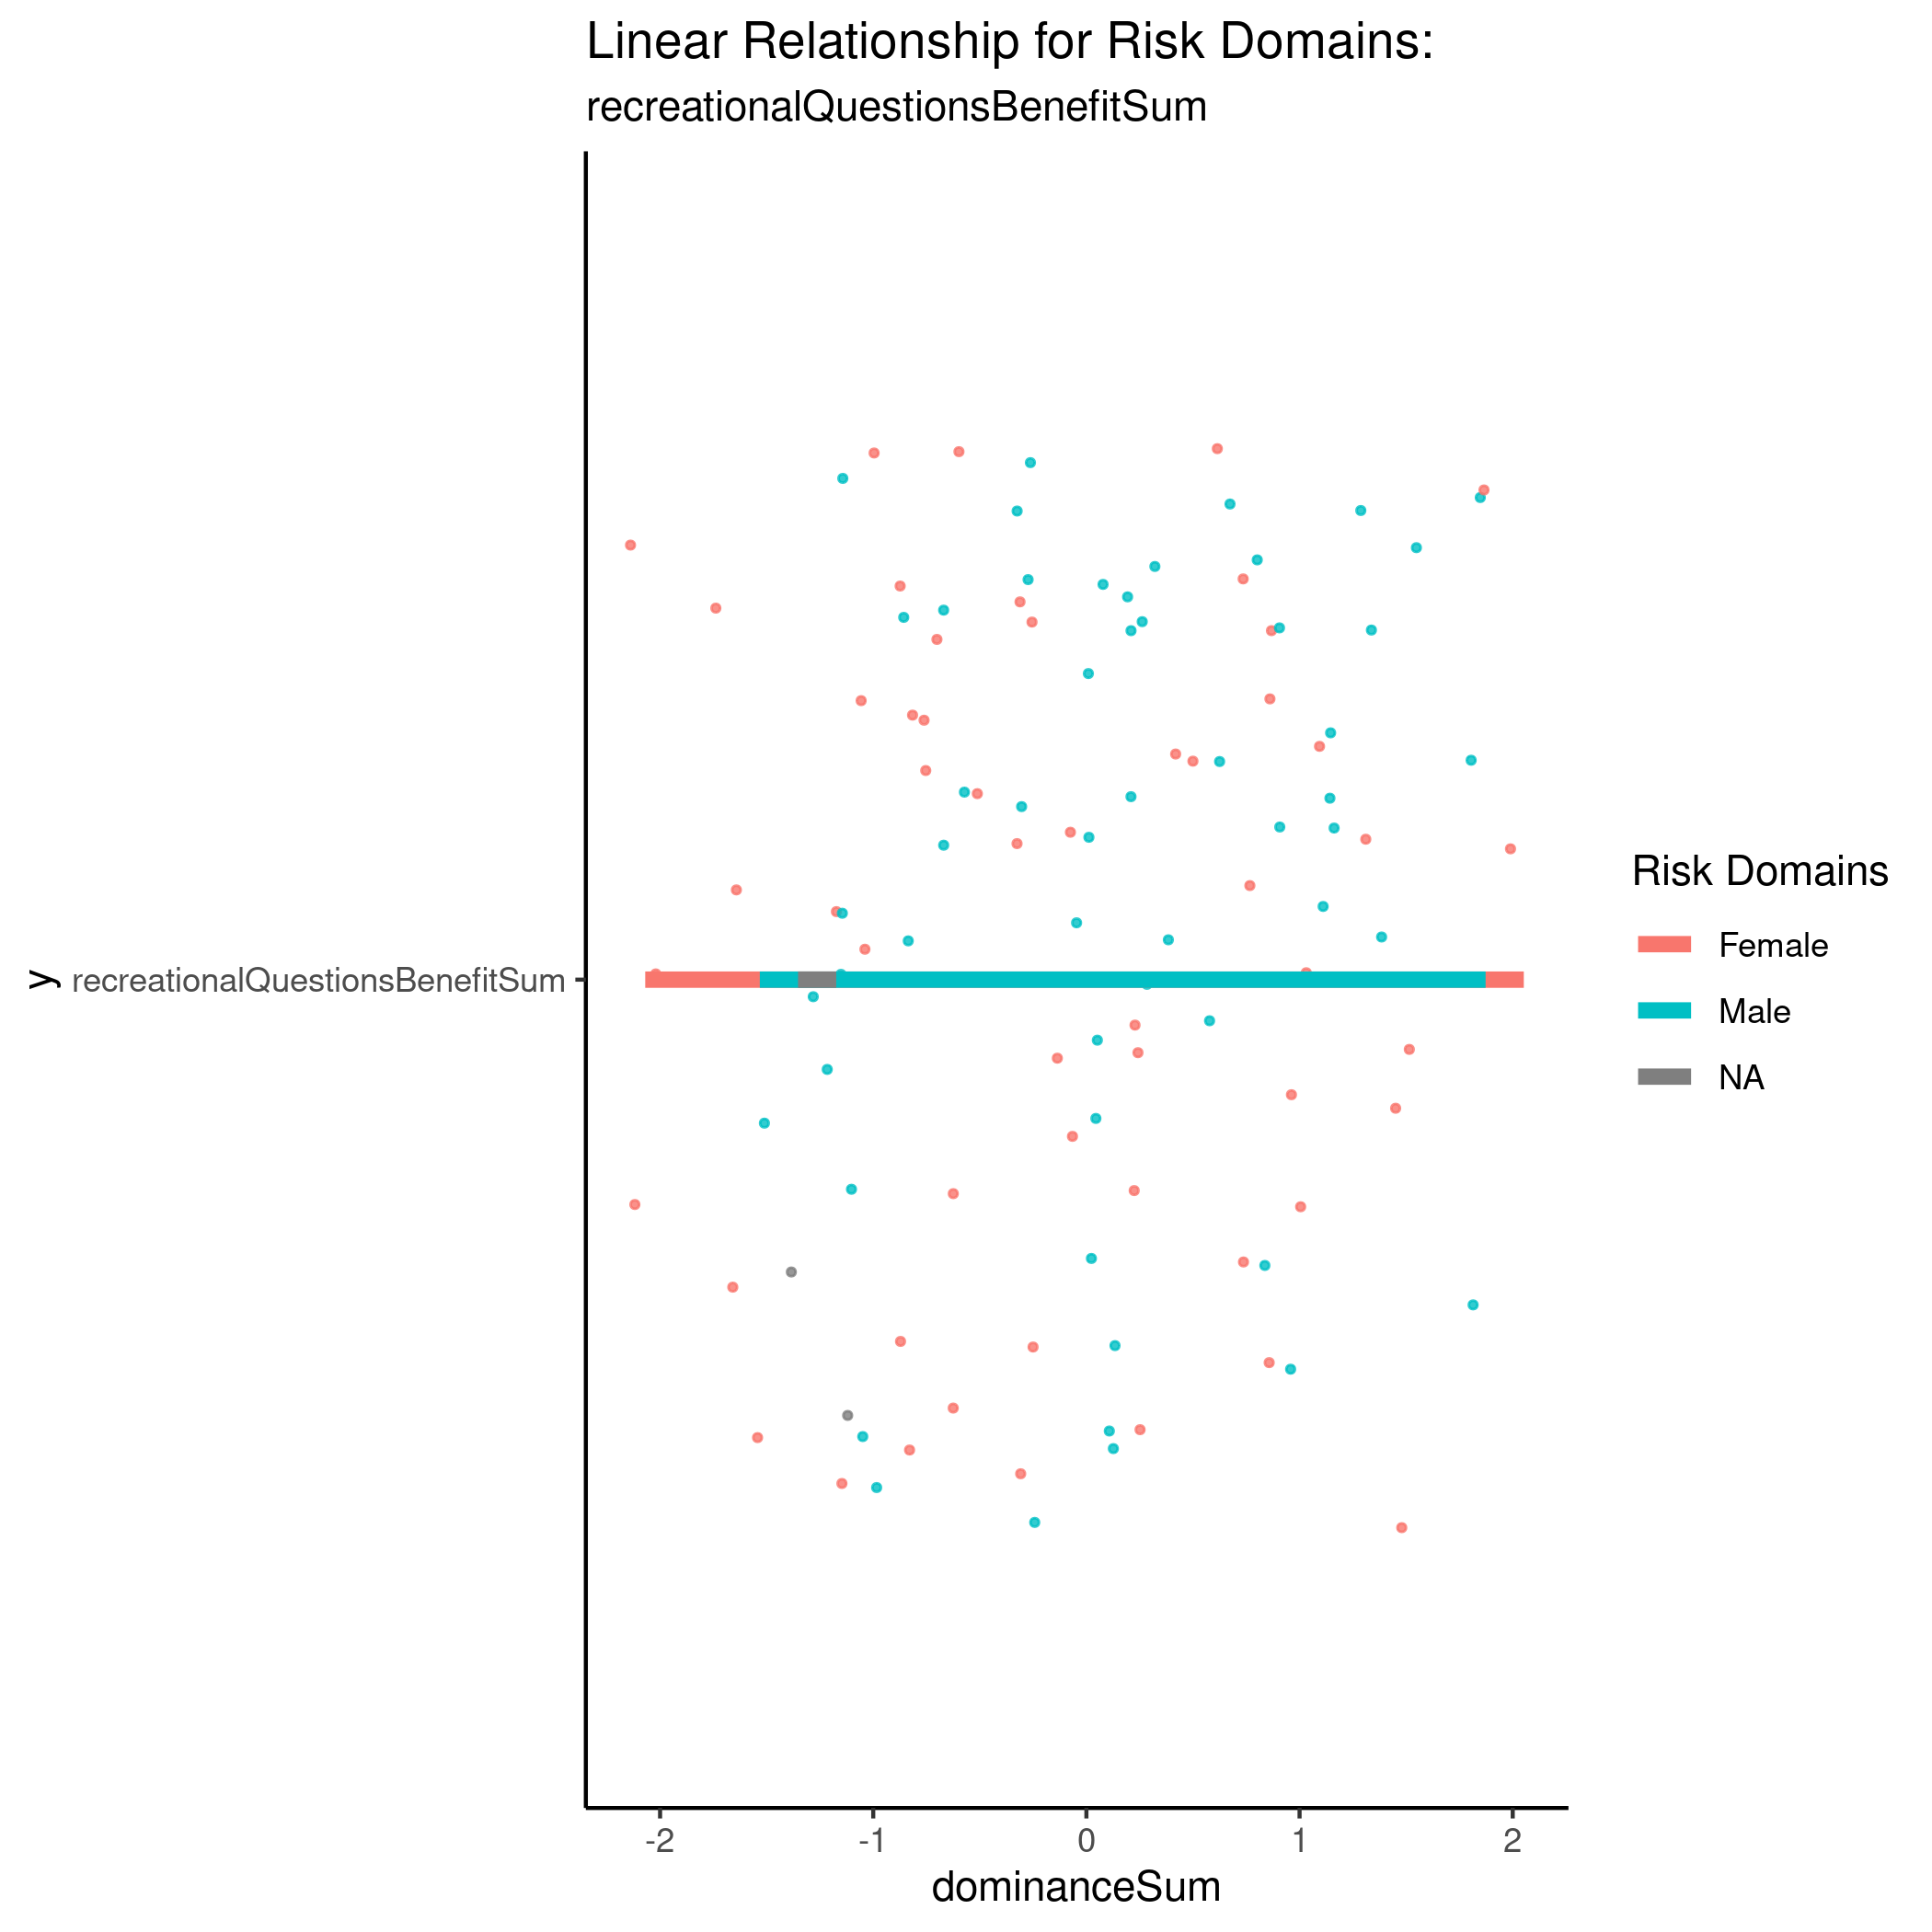 Linear Relationship for Risk Domains:
recreationalQuestionsBenefitSum
y
recreationalQuestionsBenefitSum
Risk Domains
Female
Male
NA
-2 -1 0 1 2
dominanceSum